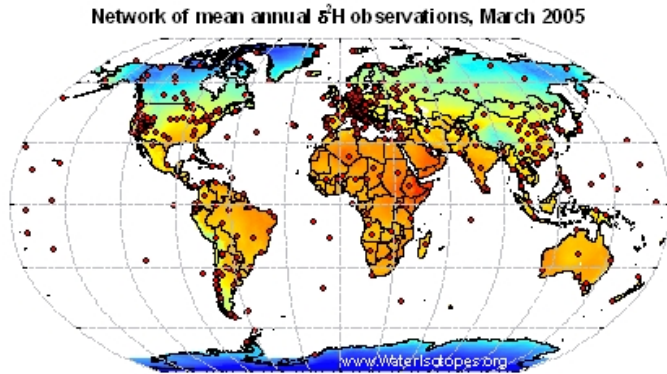 Network of mean annual δ²H observations, March 2005
www.WaterIsotopes.org